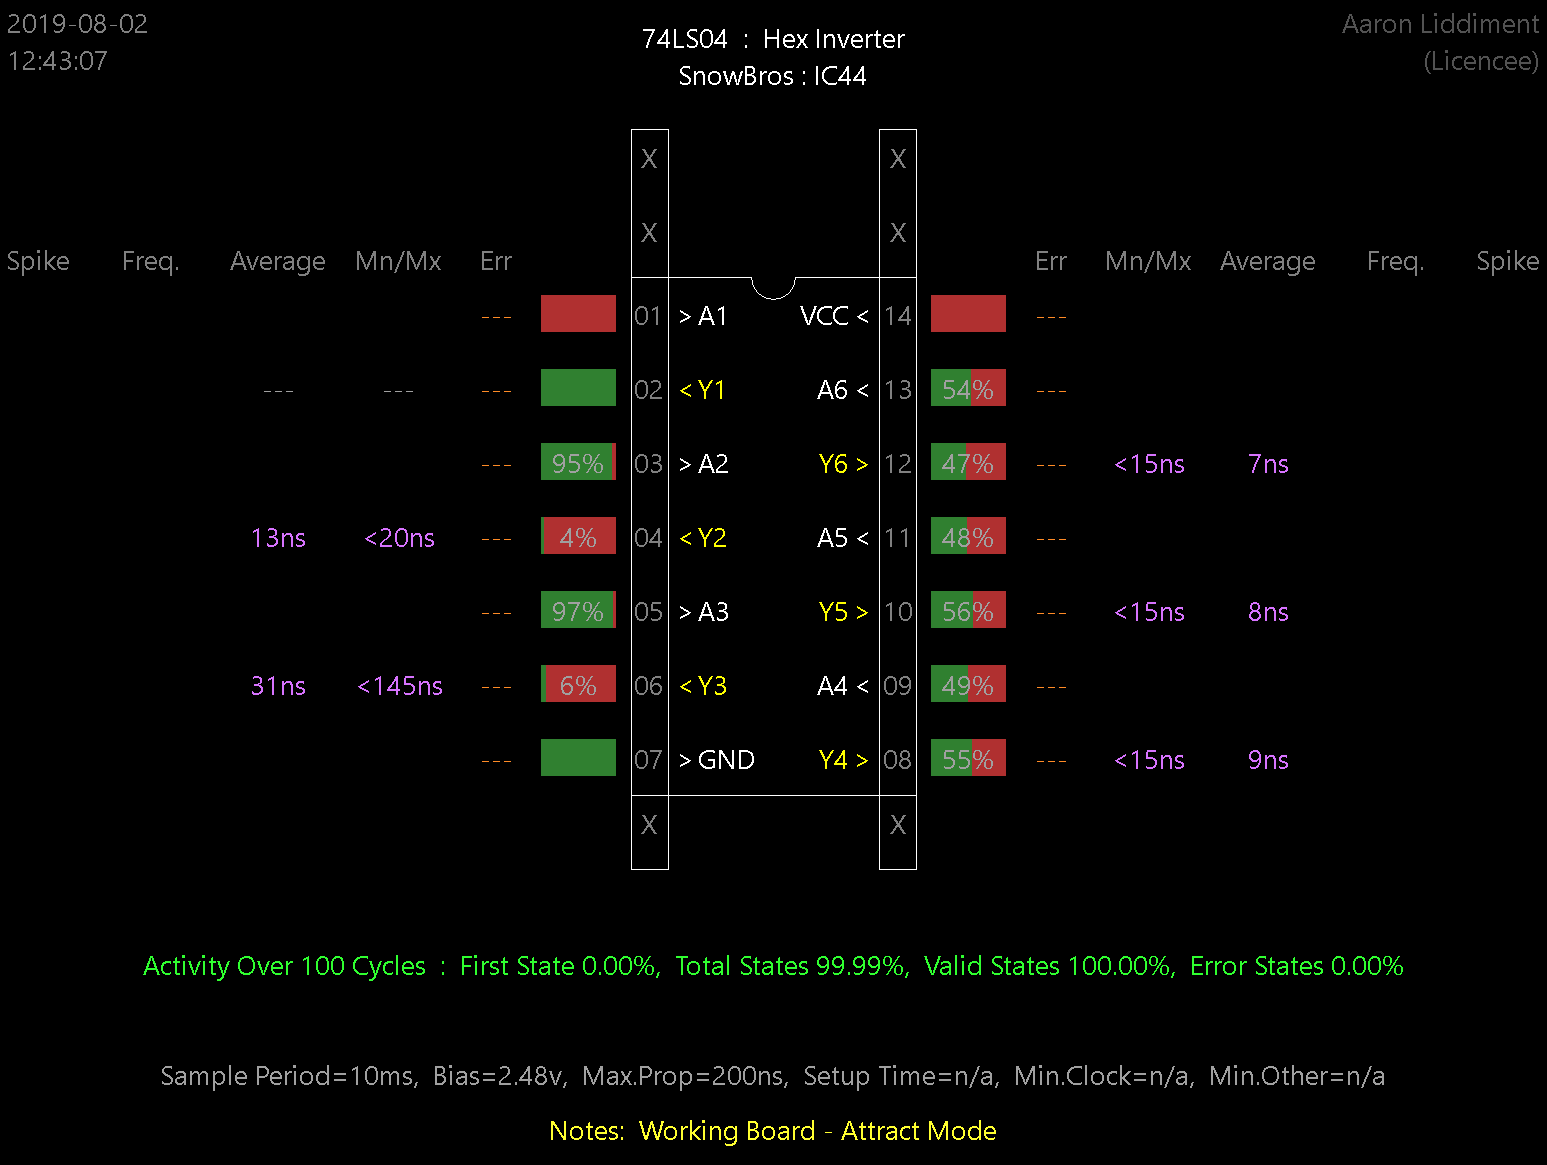 2019-08-02
12:43:07
74LS04 : Hex Inverter
SnowBros : IC44
Aaron Liddiment
(Licencee)
X X
X X
Spike Freq. Average Mn/Mx Err Err Mn/Mx Average Freq. Spike
--- 01 > A1 VCC < 14 ---
--- --- --- 02 < Y1 A6 < 13 54% ---
--- 95% 03 > A2 Y6 > 12 47% --- <15ns 7ns
13ns <20ns --- 4% 04 < Y2 A5 < 11 48% ---
--- 97% 05 > A3 Y5 > 10 56% --- <15ns 8ns
31ns <145ns --- 6% 06 < Y3 A4 < 09 49% ---
--- 07 > GND Y4 > 08 55% --- <15ns 9ns
X X
Activity Over 100 Cycles : First State 0.00%, Total States 99.99%, Valid States 100.00%, Error States 0.00%
Sample Period=10ms, Bias=2.48v, Max.Prop=200ns, Setup Time=n/a, Min.Clock=n/a, Min.Other=n/a
Notes: Working Board - Attract Mode